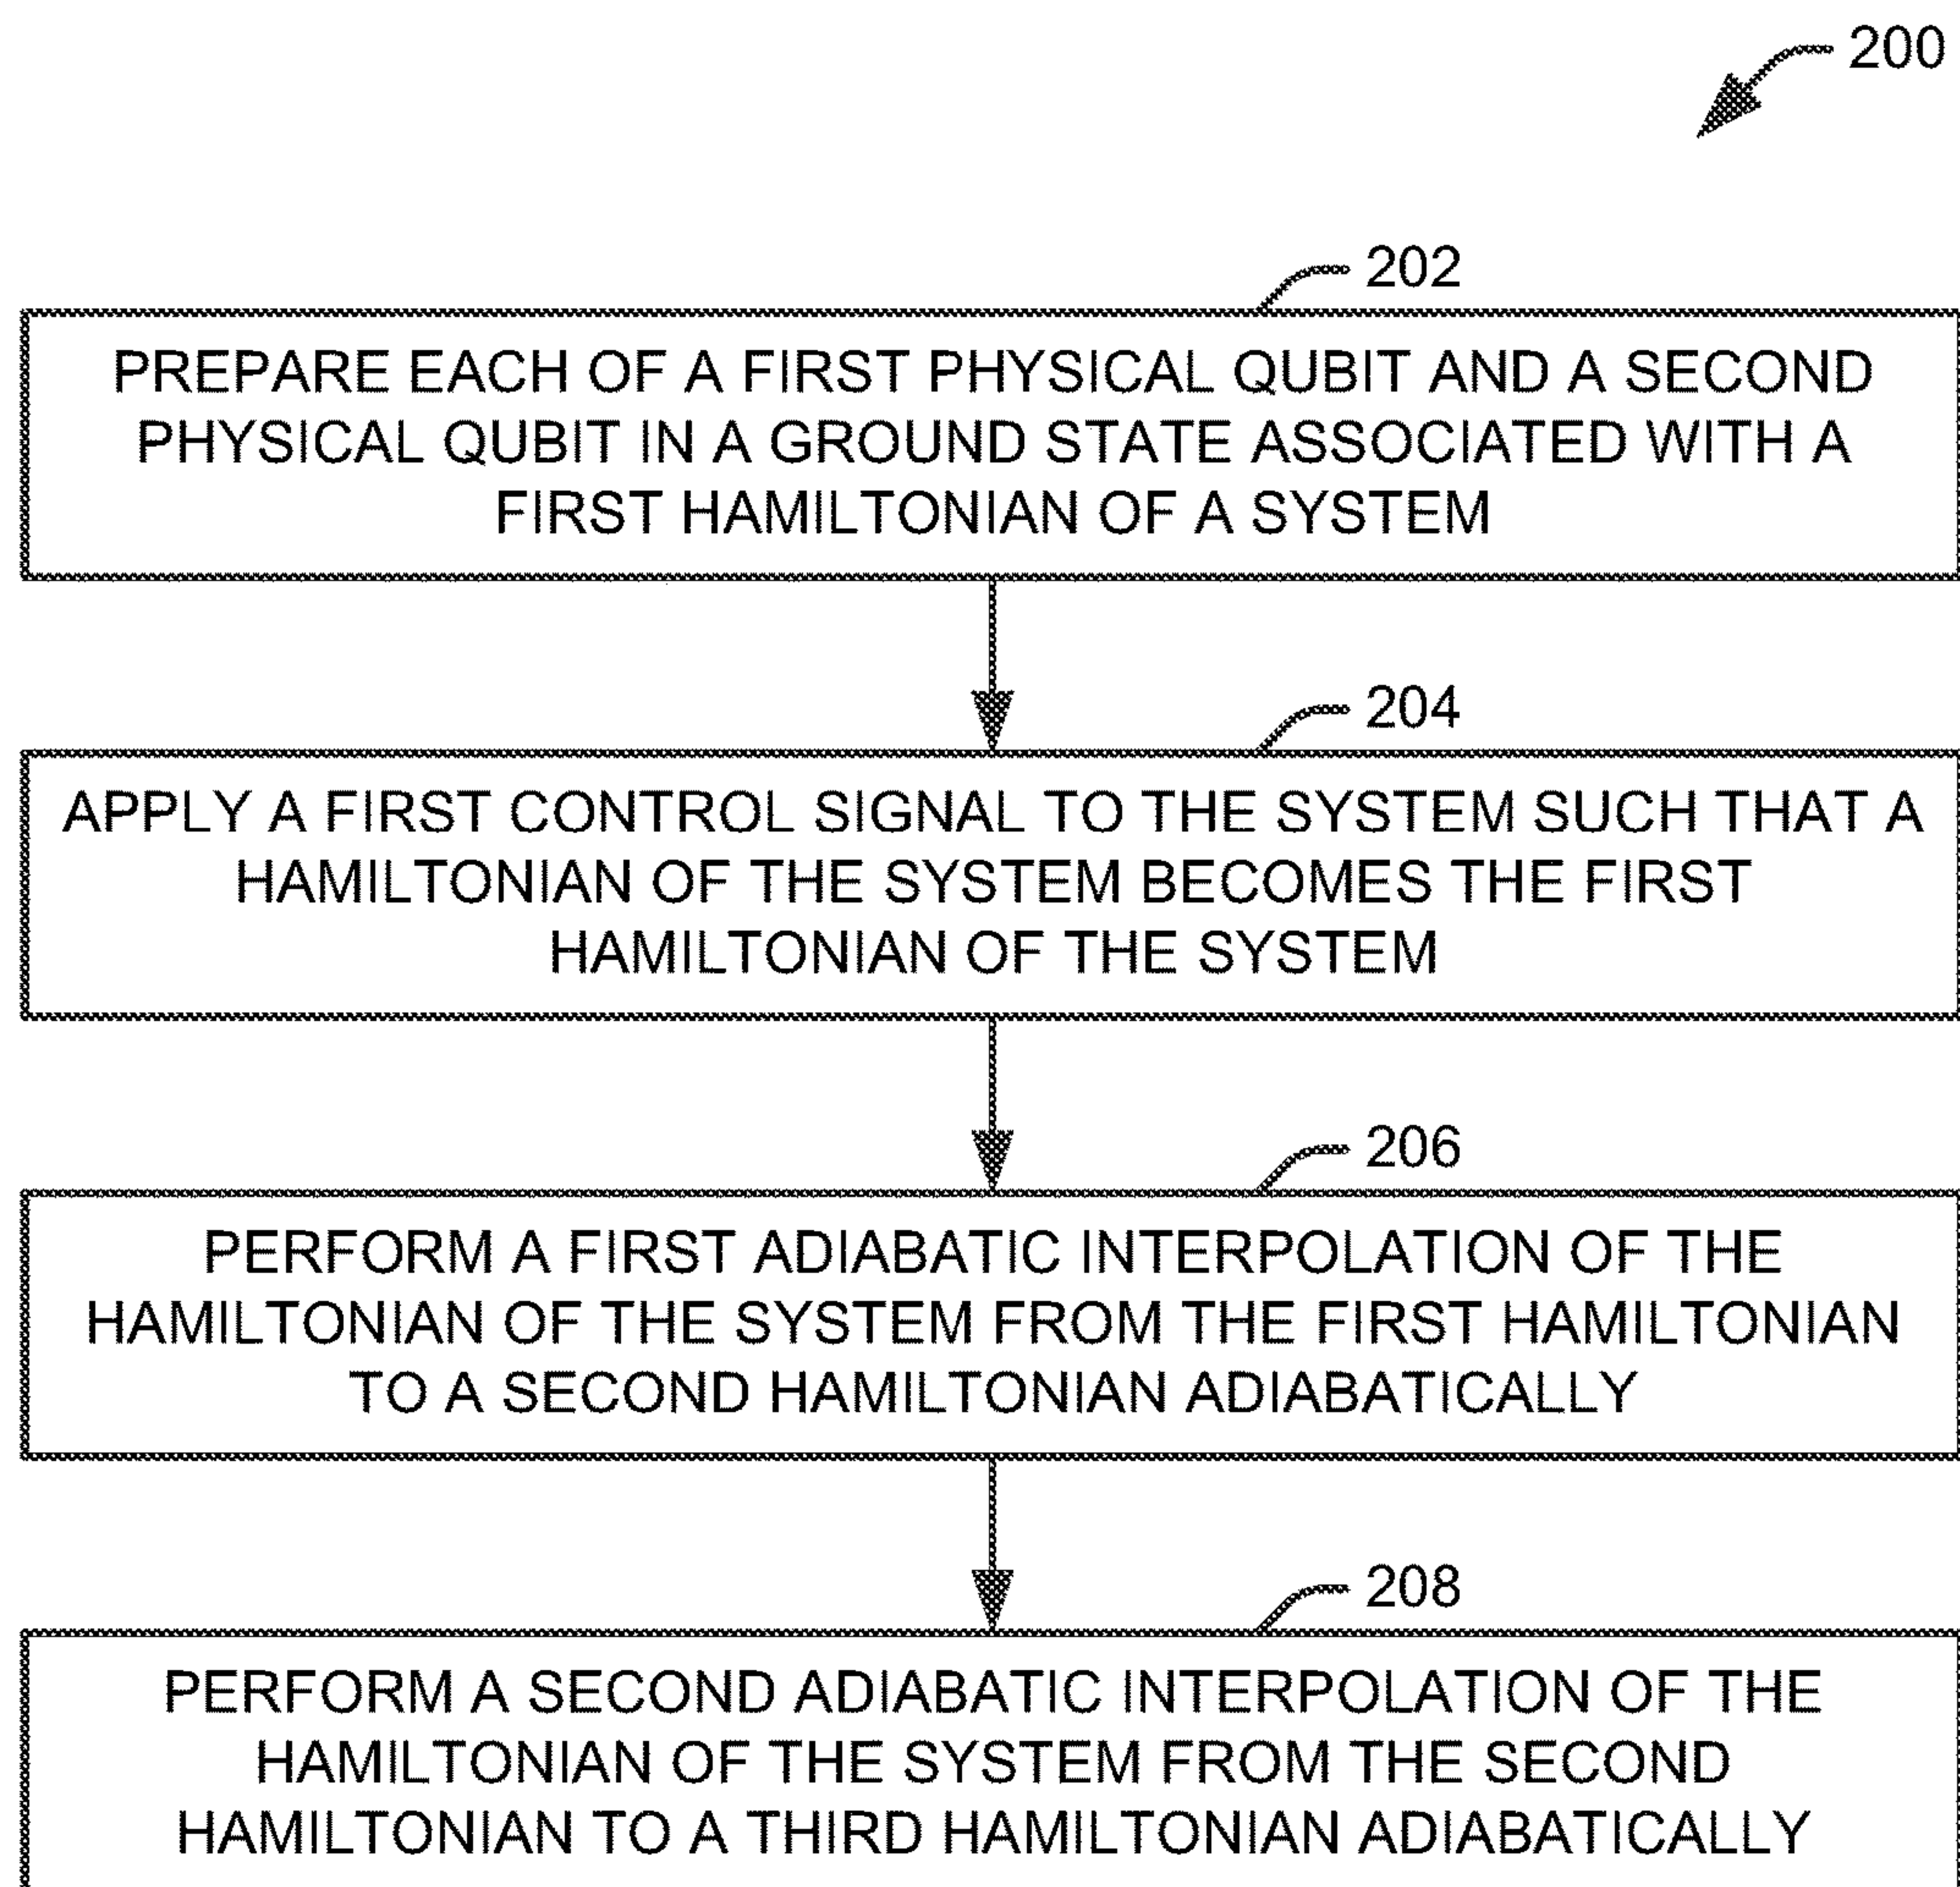 200
202
PREPARE EACH OF A FIRST PHYSICAL QUBIT AND A SECOND
PHYSICAL QUBIT IN A GROUND STATE ASSOCIATED WITH A
FIRST HAMILTONIAN OF A SYSTEM
204
APPLY A FIRST CONTROL SIGNAL TO THE SYSTEM SUCH THAT A
HAMILTONIAN OF THE SYSTEM BECOMES THE FIRST
HAMILTONIAN OF THE SYSTEM
206
PERFORM A FIRST ADIABATIC INTERPOLATION OF THE
HAMILTONIAN OF THE SYSTEM FROM THE FIRST HAMILTONIAN
TO A SECOND HAMILTONIAN ADIABATICALLY
208
PERFORM A SECOND ADIABATIC INTERPOLATION OF THE
HAMILTONIAN OF THE SYSTEM FROM THE SECOND
HAMILTONIAN TO A THIRD HAMILTONIAN ADIABATICALLY